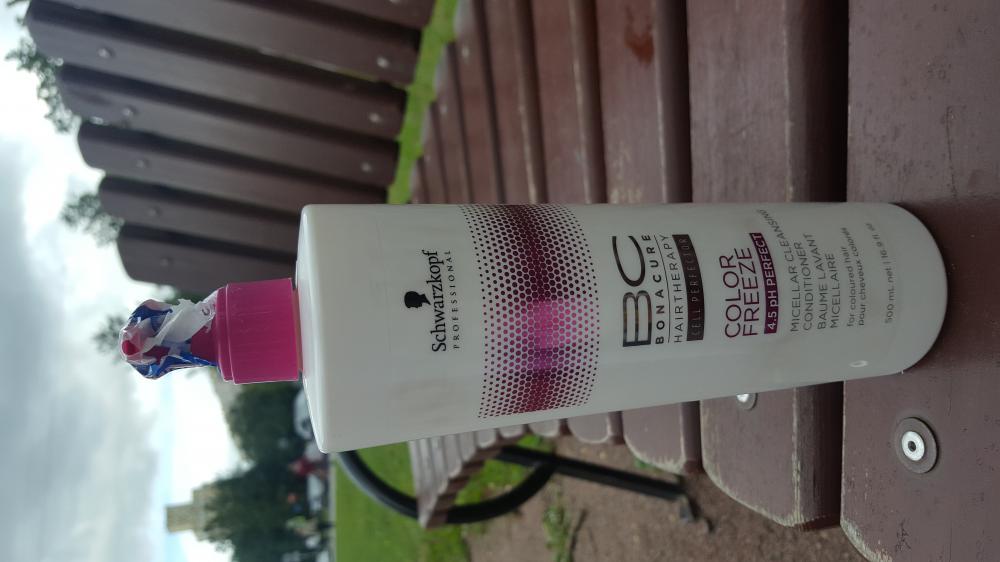 Schwarzkopf
PROFESSIONAL
BC
BONACURE
HAIRTHERAPY
CELL PERFECTOR
COLOR
FREEZE
4.5 pH PERFECT
MICELLAR CLEANSING
CONDITIONER
BAUME LAVANT
MICELLAIRE
for coloured hair
pour cheveux colorés
500 mL net | 16.9 fl. oz